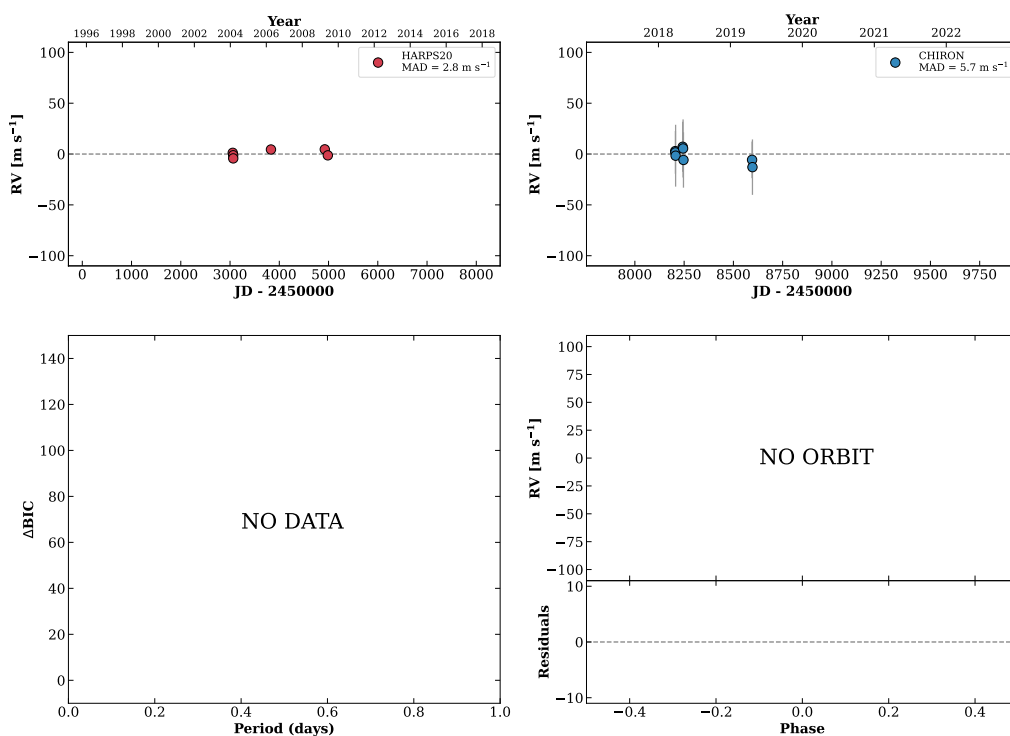 Year
1996 1998 2000 2002 2004 2006 2008 2010 2012 2014 2016 2018
100
50
0
−50
−100
RV [m s⁻¹]
HARPS20
MAD = 2.8 m s⁻¹
0 1000 2000 3000 4000 5000 6000 7000 8000
JD - 2450000
Year
2018 2019 2020 2021 2022
100
50
0
−50
−100
RV [m s⁻¹]
CHIRON
MAD = 5.7 m s⁻¹
8000 8250 8500 8750 9000 9250 9500 9750
JD - 2450000
140
120
100
80
60
40
20
0
ΔBIC
NO DATA
0.0 0.2 0.4 0.6 0.8 1.0
Period (days)
100
75
50
25
0
−25
−50
−75
−100
RV [m s⁻¹]
NO ORBIT
10
0
−10
Residuals
−0.4 −0.2 0.0 0.2 0.4
Phase